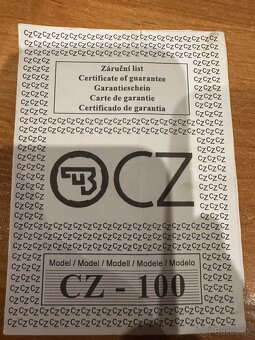 Záruční list
Certificate of guarantee
Garantieschein
Carte de garantie
Certificado de garantia
CZ
Model / Model / Modell / Modele / Modelo
CZ - 100